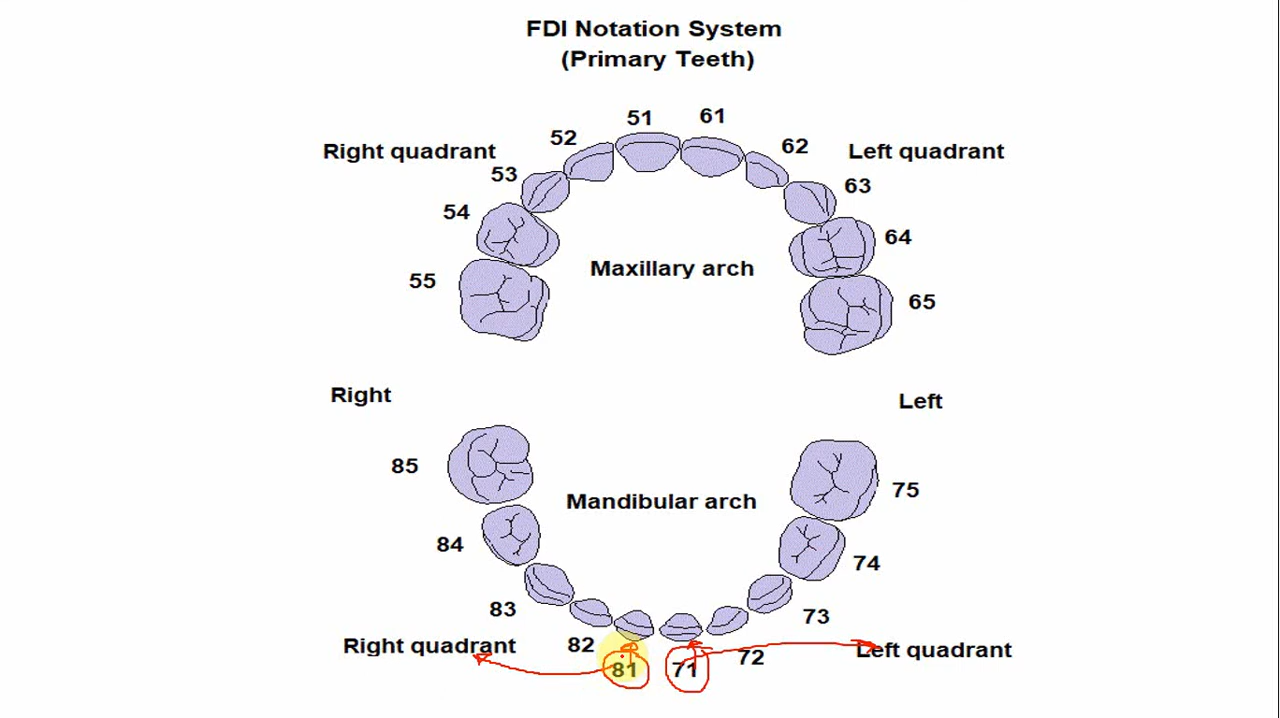 FDI Notation System
(Primary Teeth)
51 61
52 62
Right quadrant Left quadrant
53 63
54 64
Maxillary arch
55 65
Right Left
85 75
Mandibular arch
84 74
83 73
Right quadrant 82 72 Left quadrant
81 71